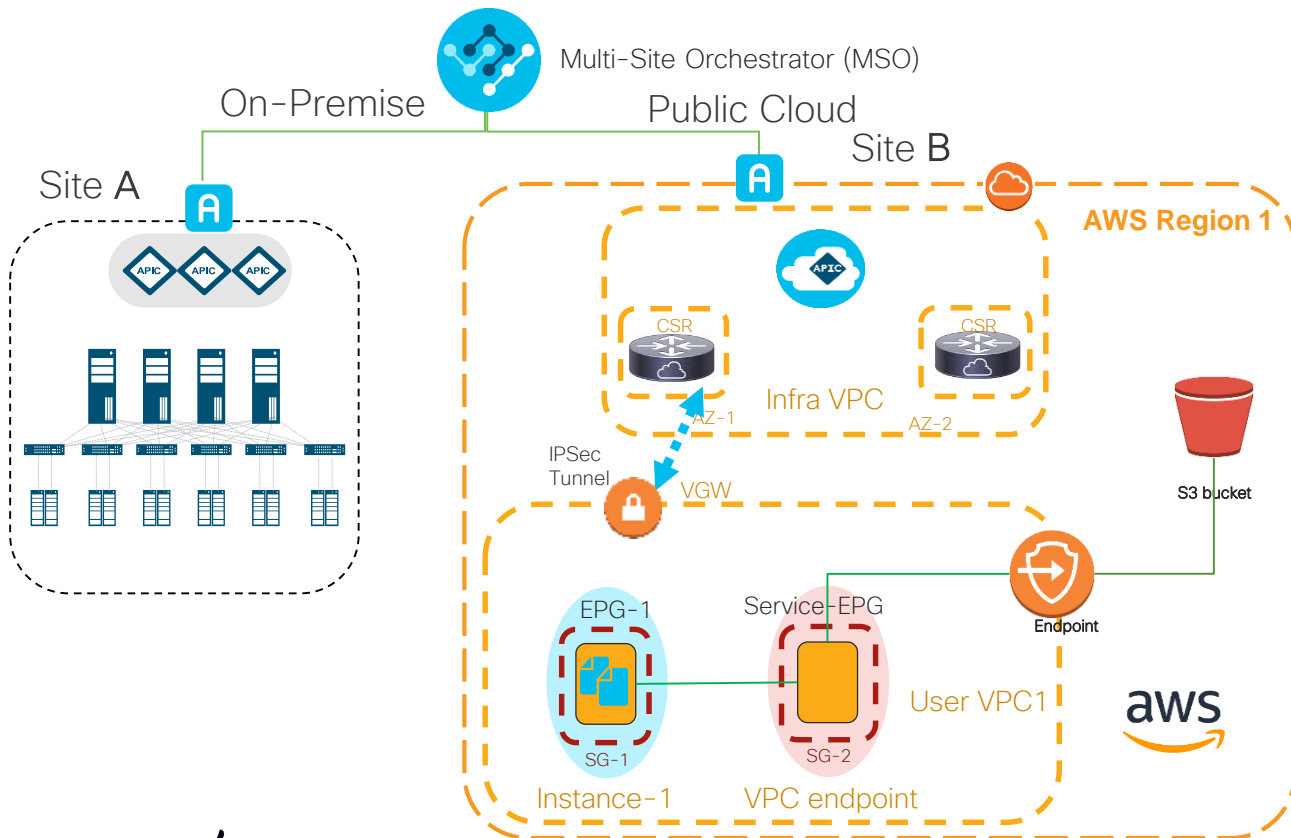 Multi-Site Orchestrator (MSO)
On-Premise
Public Cloud
Site A
Site B
A
A
AWS Region 1
APIC
APIC
APIC
APIC
CSR
CSR
Infra VPC
AZ-1
AZ-2
IPSec
Tunnel
VGW
S3 bucket
EPG-1
Service-EPG
Endpoint
User VPC1
aws
SG-1
SG-2
Instance-1
VPC endpoint